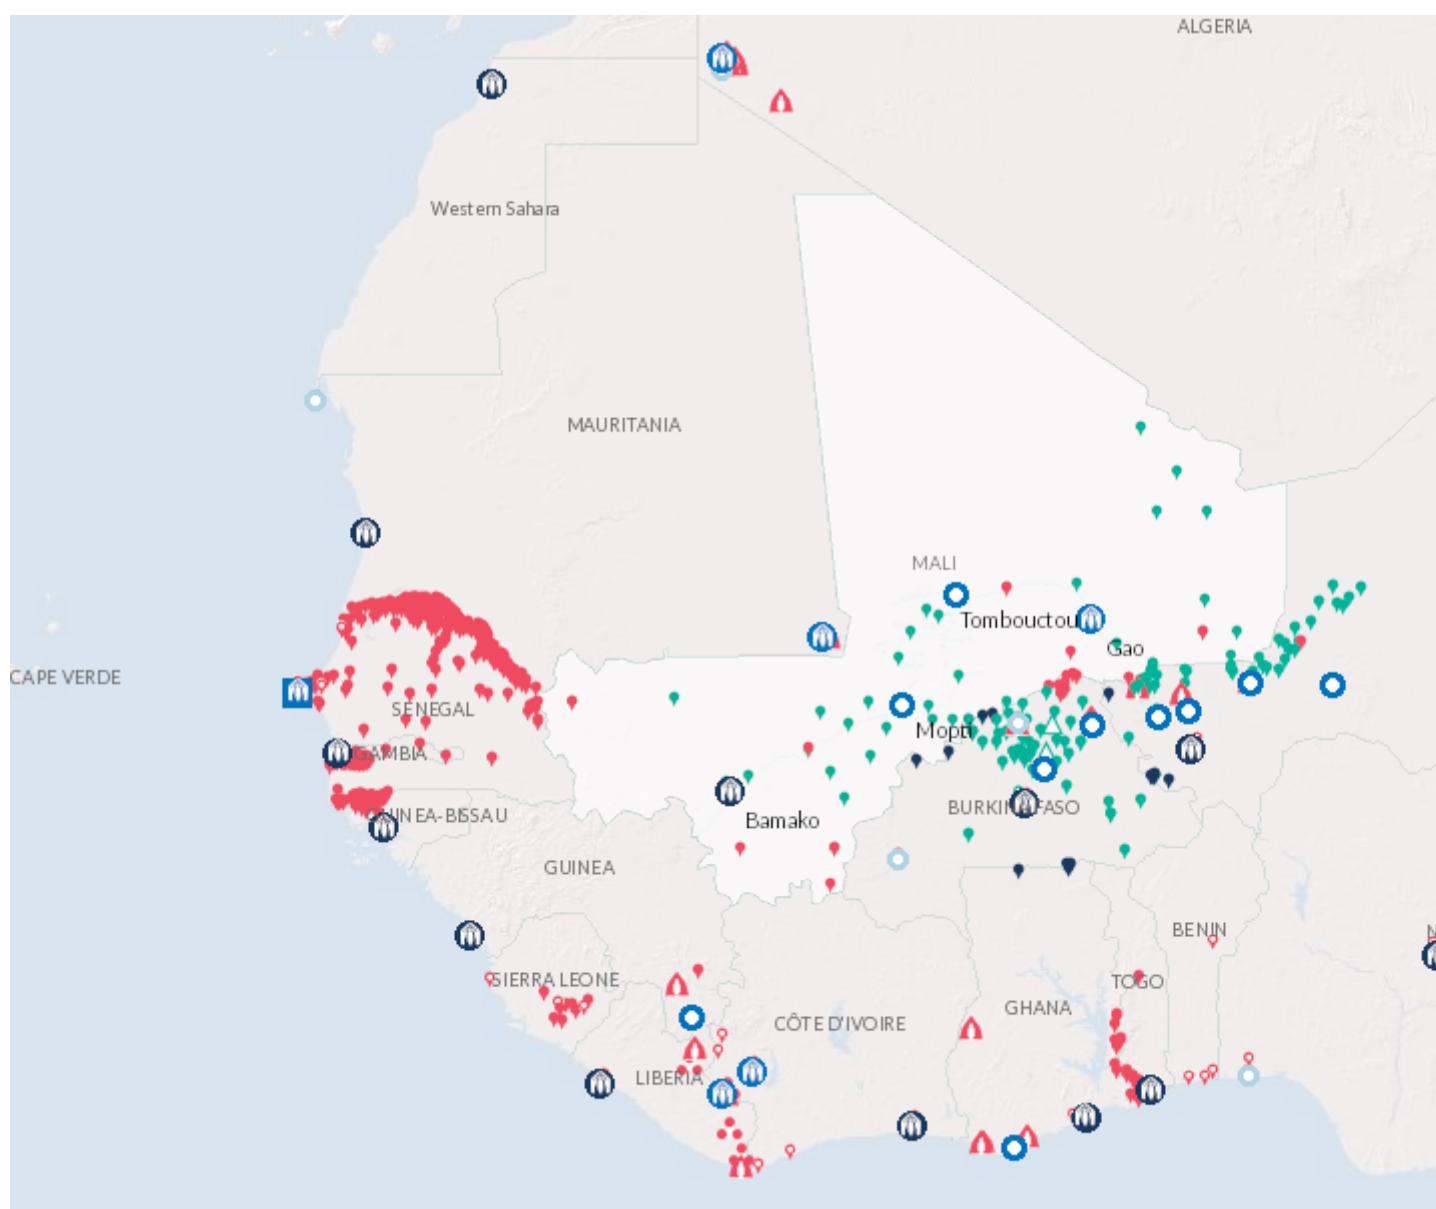 ALGERIA
Western Sahara
MAURITANIA
MALI
Tombouctou
Gao
CAPE VERDE
SENEGAL
Mopti
GAMBIA
BURKINA FASO
Bamako
GUINEA-BISSAU
GUINEA
BENIN
N
SIERRA LEONE
TOGO
GHANA
CÔTE D'IVOIRE
LIBERIA